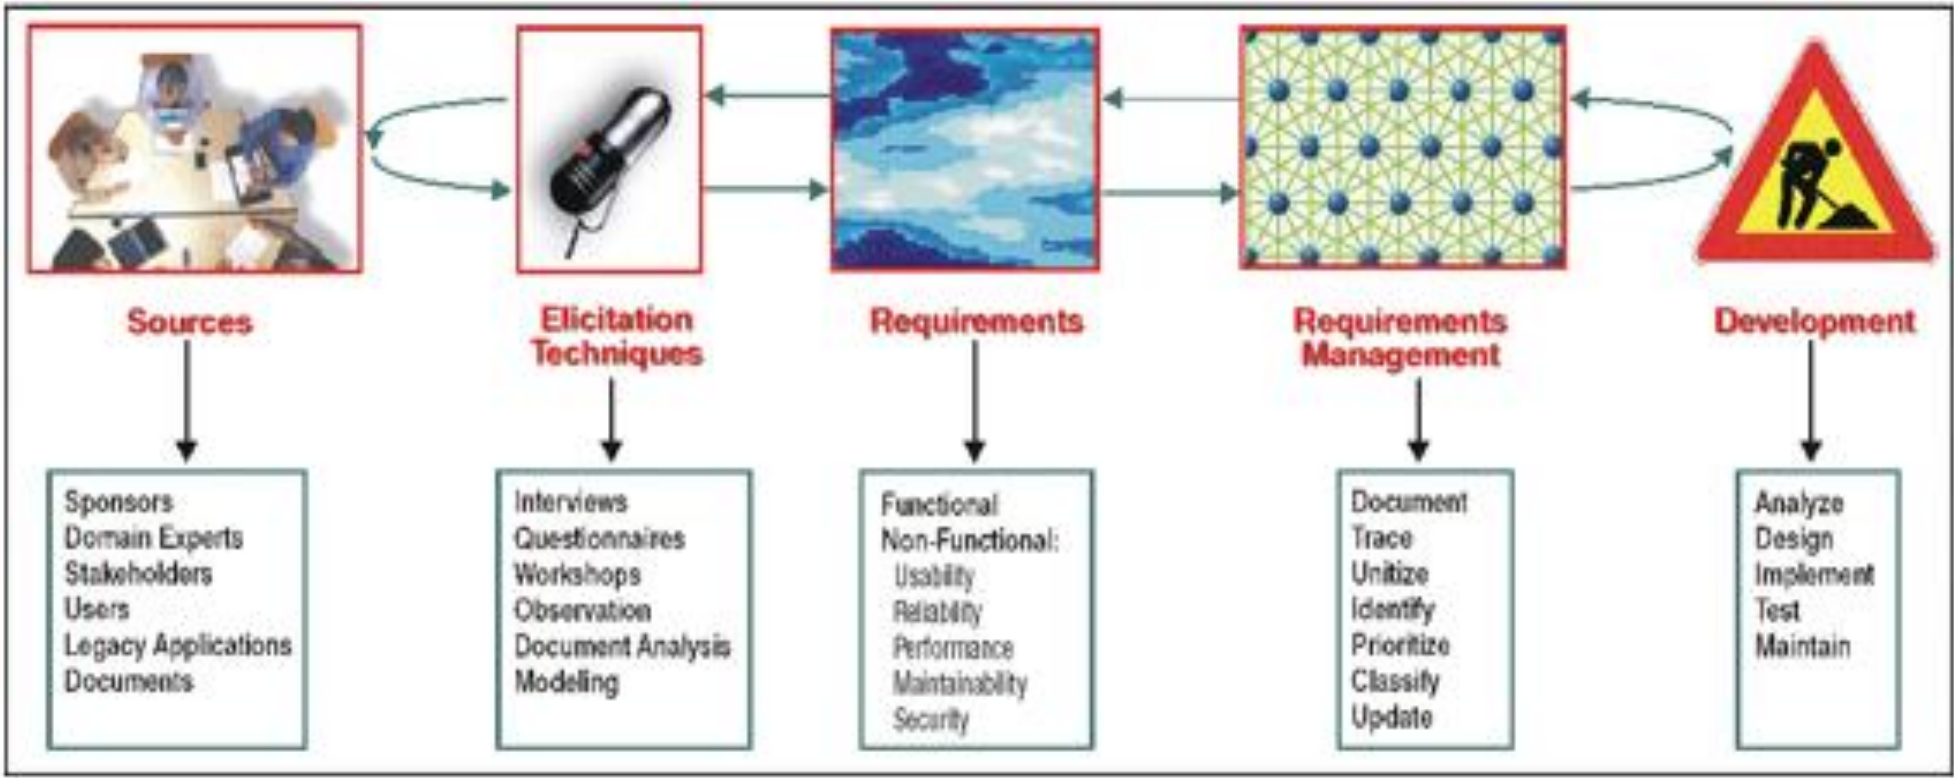 Sources
Elicitation
Techniques
Requirements
Requirements
Management
Development
Sponsors
Domain Experts
Stakeholders
Users
Legacy Applications
Documents
Interviews
Questionnaires
Workshops
Observation
Document Analysis
Modeling
Functional
Non-Functional:
Usability
Reliability
Performance
Maintainability
Security
Document
Trace
Unitize
Identify
Prioritize
Classify
Update
Analyze
Design
Implement
Test
Maintain